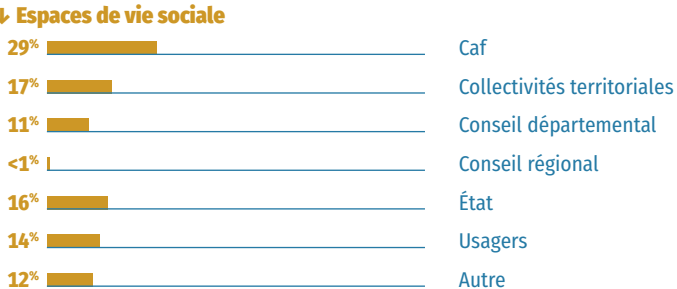 ↓ Espaces de vie sociale
29% Caf
17% Collectivités territoriales
11% Conseil départemental
<1% Conseil régional
16% État
14% Usagers
12% Autre